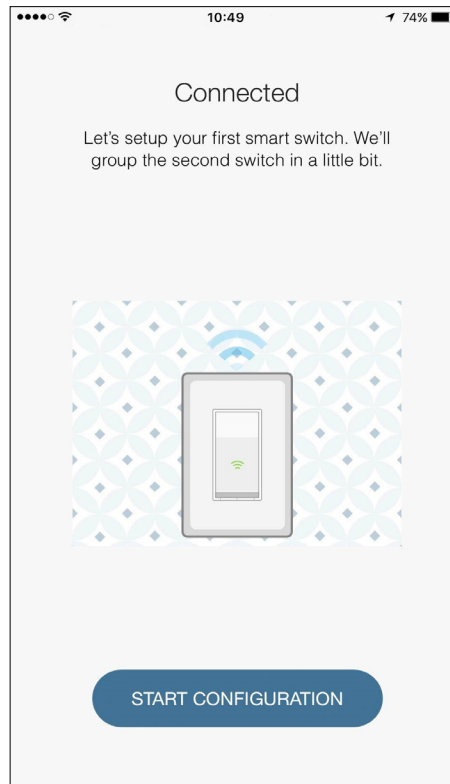 10:49
74%
Connected
Let's setup your first smart switch. We'll
group the second switch in a little bit.
START CONFIGURATION